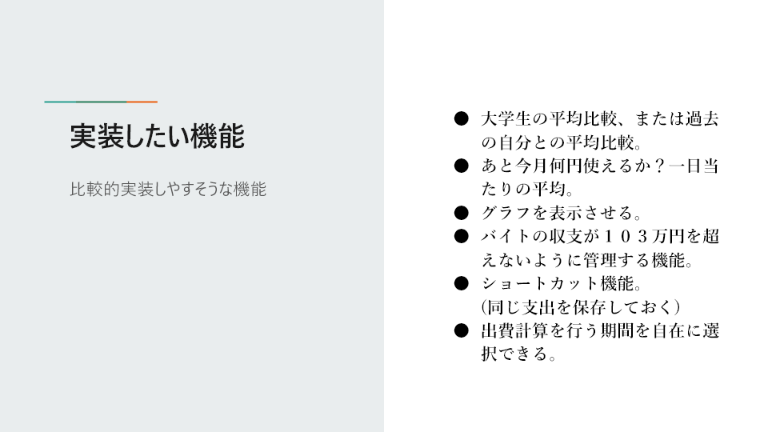 実装したい機能
比較的実装しやすそうな機能
● 大学生の平均比較、または過去
の自分との平均比較。
● あと今月何円使えるか？一日当
たりの平均。
● グラフを表示させる。
● バイトの収支が１０３万円を超
えないように管理する機能。
● ショートカット機能。
(同じ支出を保存しておく)
● 出費計算を行う期間を自在に選
択できる。